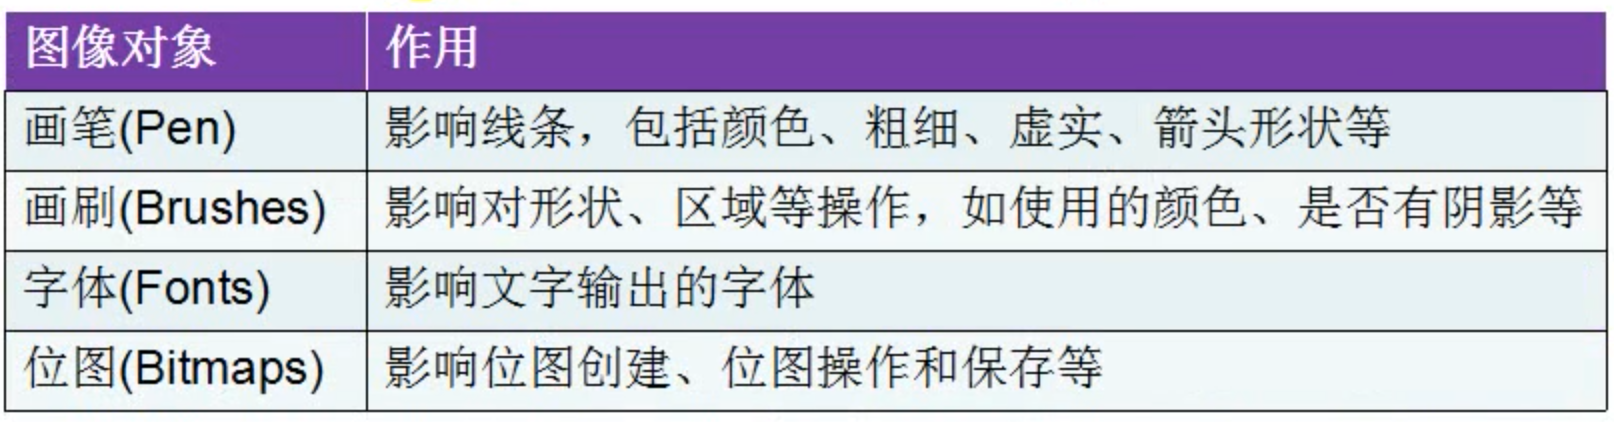 图像对象 作用
画笔(Pen) 影响线条，包括颜色、粗细、虚实、箭头形状等
画刷(Brushes) 影响对形状、区域等操作，如使用的颜色、是否有阴影等
字体(Fonts) 影响文字输出的字体
位图(Bitmaps) 影响位图创建、位图操作和保存等